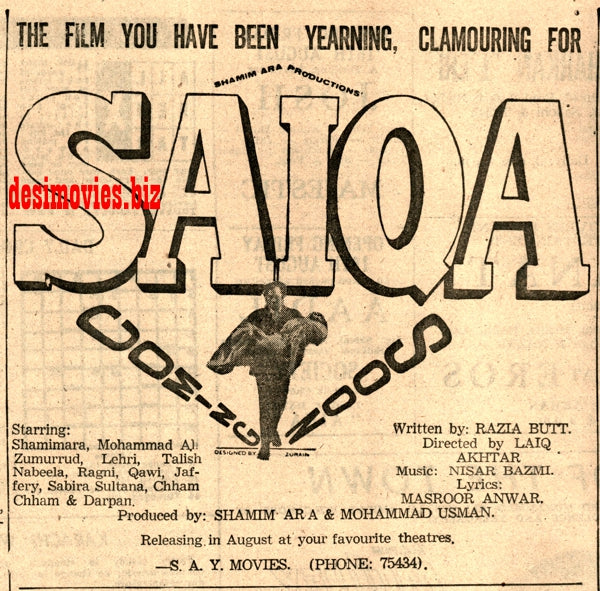 THE FILM YOU HAVE BEEN YEARNING, CLAMOURING FOR
SHAMIM ARA PRODUCTIONS'
SAIQA
desimovies.biz
COMING SOON
DESIGNED BY ZURAIN
Starring:
Shamimara, Mohammad Ali
Zumurrud, Lehri, Talish
Nabeela, Ragni, Qawi, Jaf-
fery, Sabira Sultana, Chham
Chham & Darpan.
Written by: RAZIA BUTT.
Directed by LAIQ
AKHTAR
Music: NISAR BAZMI.
Lyrics:
MASROOR ANWAR.
Produced by: SHAMIM ARA & MOHAMMAD USMAN.
Releasing in August at your favourite theatres.
—S. A. Y. MOVIES. (PHONE: 75434).